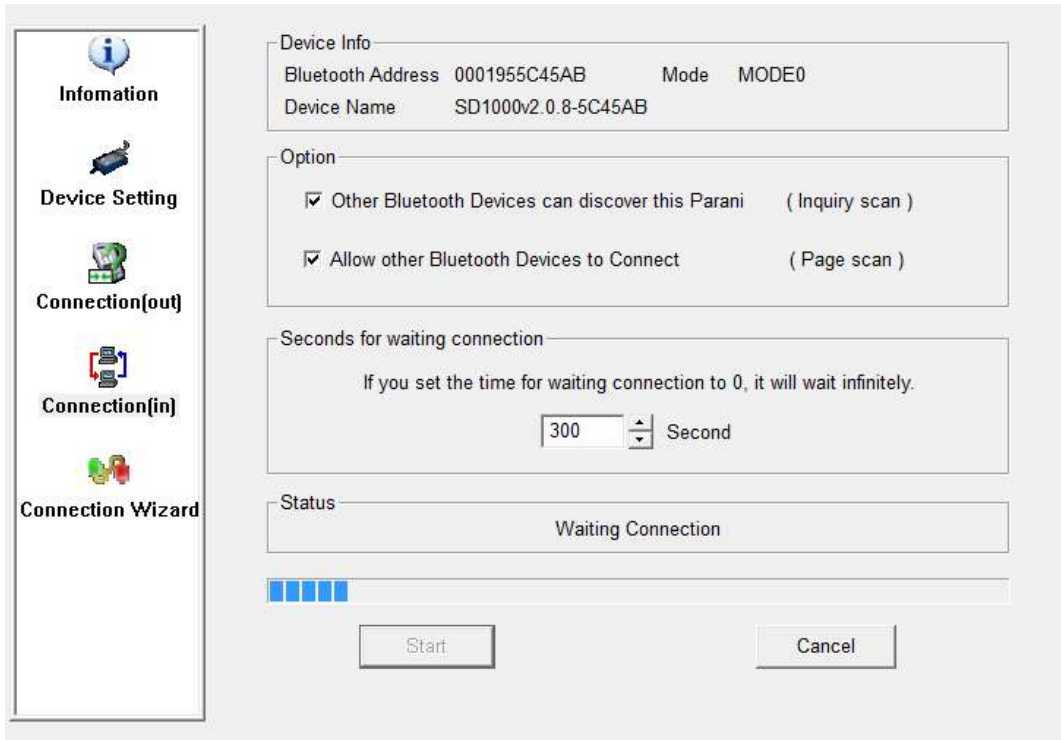 Infomation
Device Setting
Connection(out)
Connection(in)
Connection Wizard
Device Info
Bluetooth Address 0001955C45AB Mode MODE0
Device Name SD1000v2.0.8-5C45AB
Option
Other Bluetooth Devices can discover this Parani ( Inquiry scan )
Allow other Bluetooth Devices to Connect ( Page scan )
Seconds for waiting connection
If you set the time for waiting connection to 0, it will wait infinitely.
300 Second
Status
Waiting Connection
Start Cancel